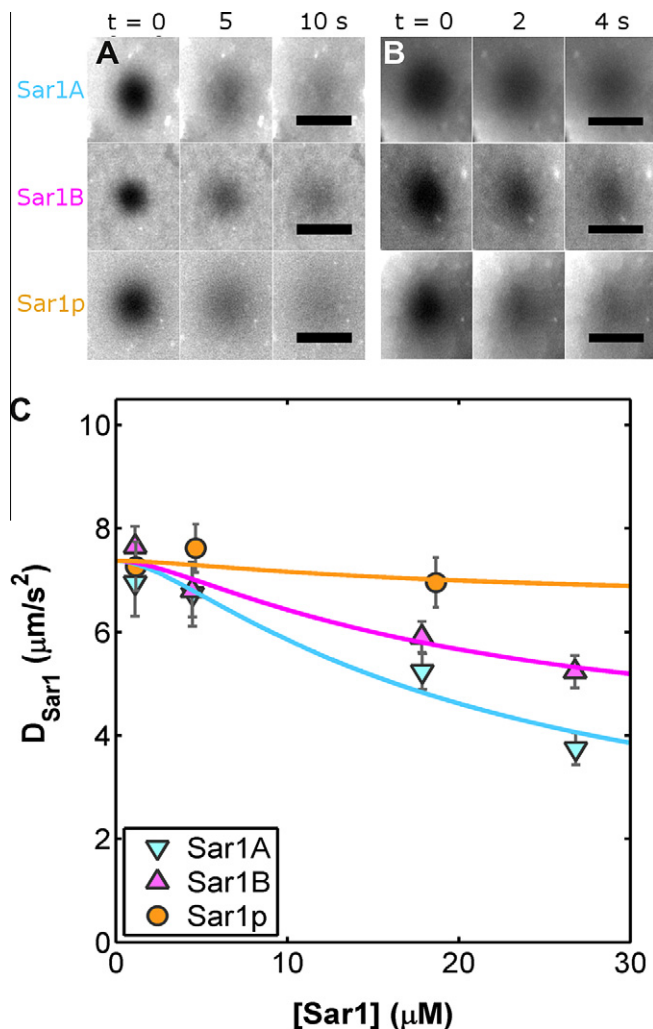 t = 0 5 10 s t = 0 2 4 s
A B
Sar1A
Sar1B
Sar1p
C
10
8
6
4
2
0
D_Sar1 (μm/s²)
Sar1A
Sar1B
Sar1p
0 10 20 30
[Sar1] (μM)